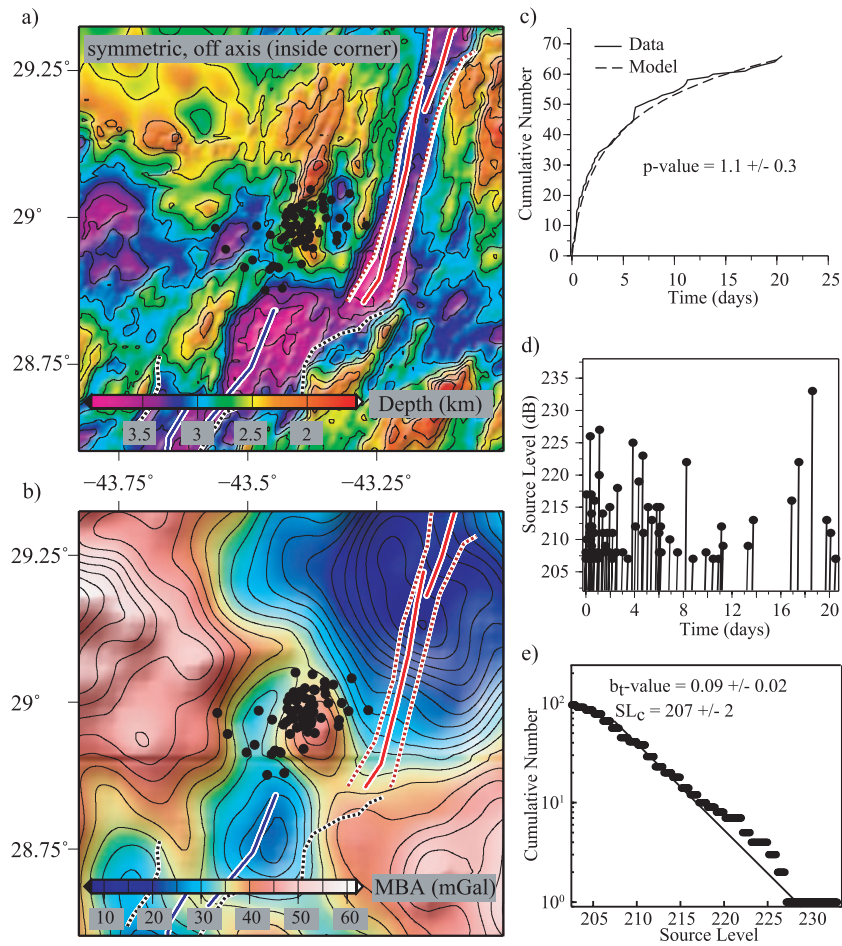 a)
symmetric, off axis (inside corner)
29.25°
29°
28.75°
Depth (km)
3.5 3 2.5 2
−43.75° −43.5° −43.25°
b)
29.25°
29°
28.75°
MBA (mGal)
10 20 30 40 50 60
c)
Data
Model
p-value = 1.1 +/- 0.3
Cumulative Number
70
60
50
40
30
20
10
0
0 5 10 15 20 25
Time (days)
d)
Source Level (dB)
235
230
225
220
215
210
205
0 4 8 12 16 20
Time (days)
e)
bt-value = 0.09 +/- 0.02
SLc = 207 +/- 2
Cumulative Number
10²
10¹
10⁰
205 210 215 220 225 230
Source Level